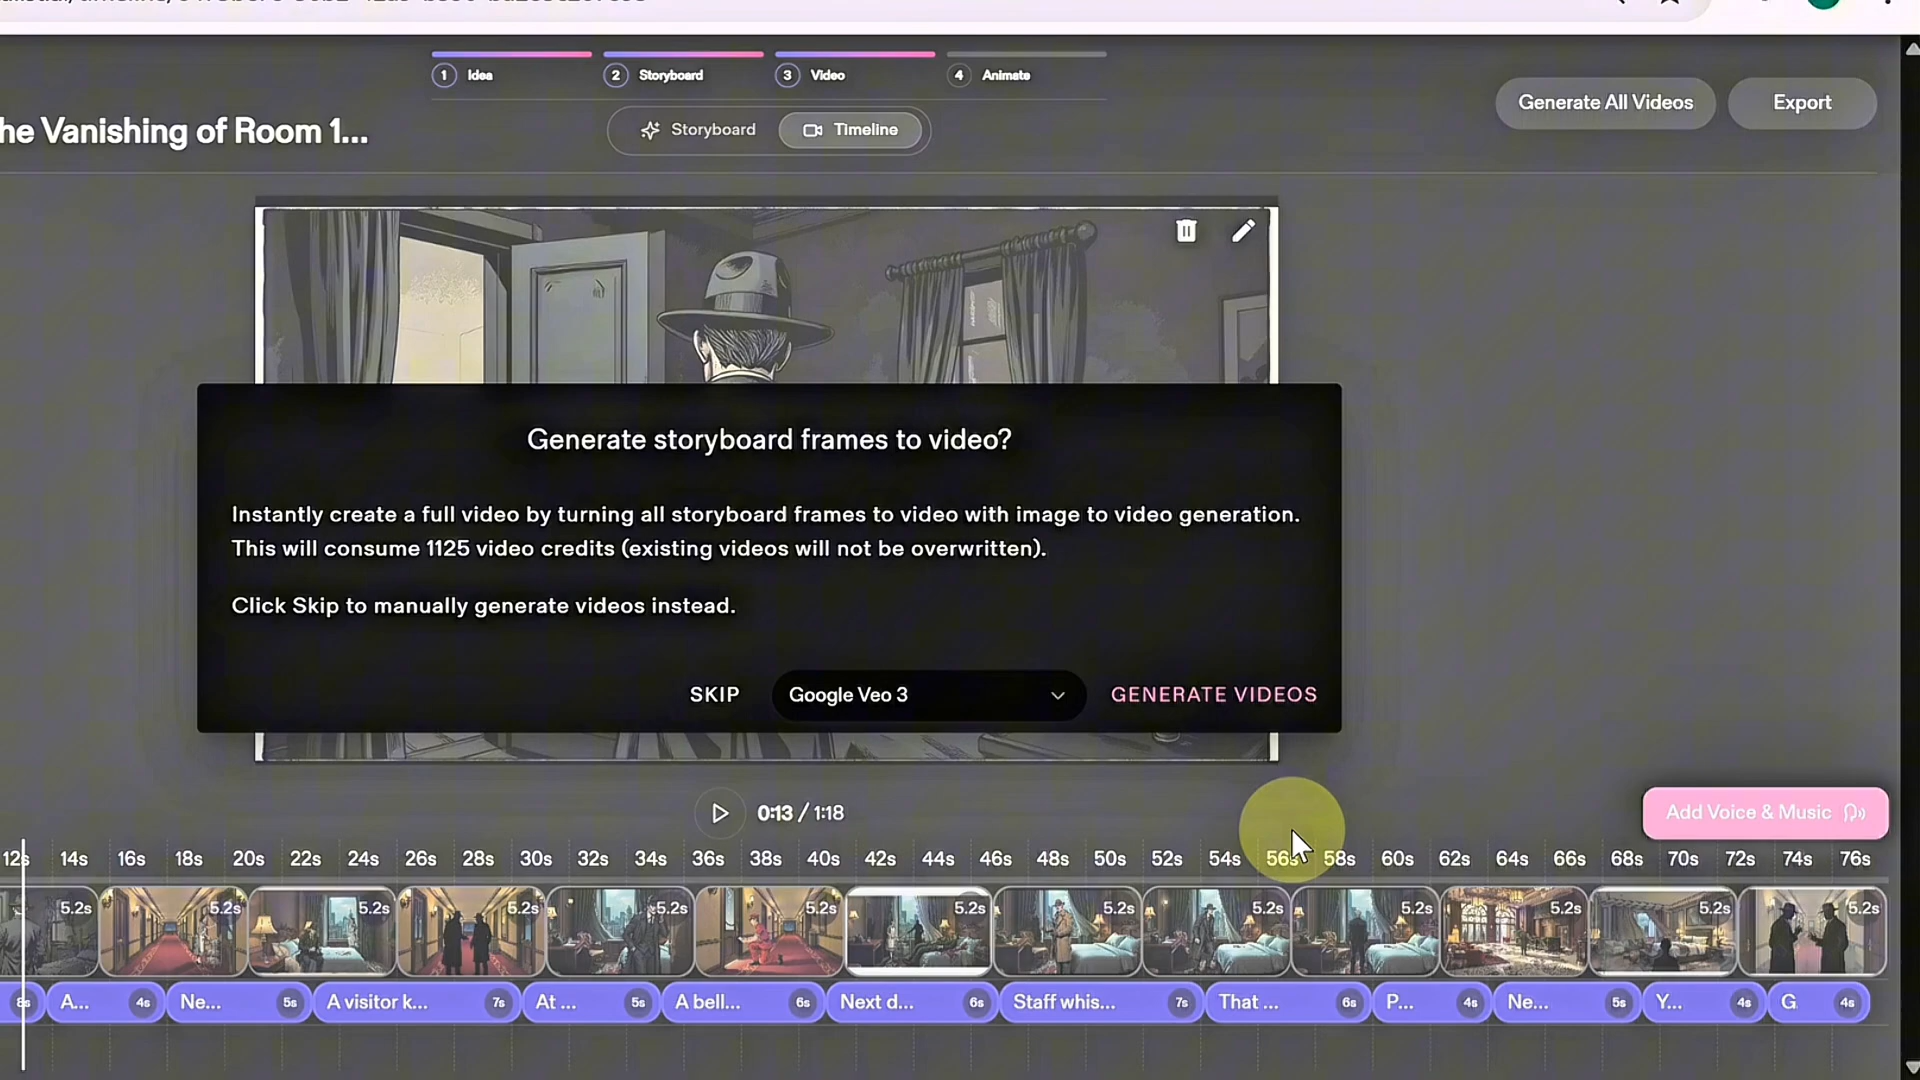 1 Idea
2 Storyboard
3 Video
4 Animate
Generate All Videos
Export
he Vanishing of Room 1...
Storyboard
Timeline
Generate storyboard frames to video?
Instantly create a full video by turning all storyboard frames to video with image to video generation.
This will consume 1125 video credits (existing videos will not be overwritten).
Click Skip to manually generate videos instead.
SKIP
Google Veo 3
GENERATE VIDEOS
0:13 / 1:18
Add Voice & Music
12s 14s 16s 18s 20s 22s 24s 26s 28s 30s 32s 34s 36s 38s 40s 42s 44s 46s 48s 50s 52s 54s 56s 58s 60s 62s 64s 66s 68s 70s 72s 74s 76s
5.2s 5.2s 5.2s 5.2s 5.2s 5.2s 5.2s 5.2s 5.2s 5.2s 5.2s 5.2s 5.2s
8s A... 4s Ne... 5s A visitor k... 7s At ... 5s A bell... 6s Next d... 6s Staff whis... 7s That ... 6s P... 4s Ne... 5s Y... 4s G 4s